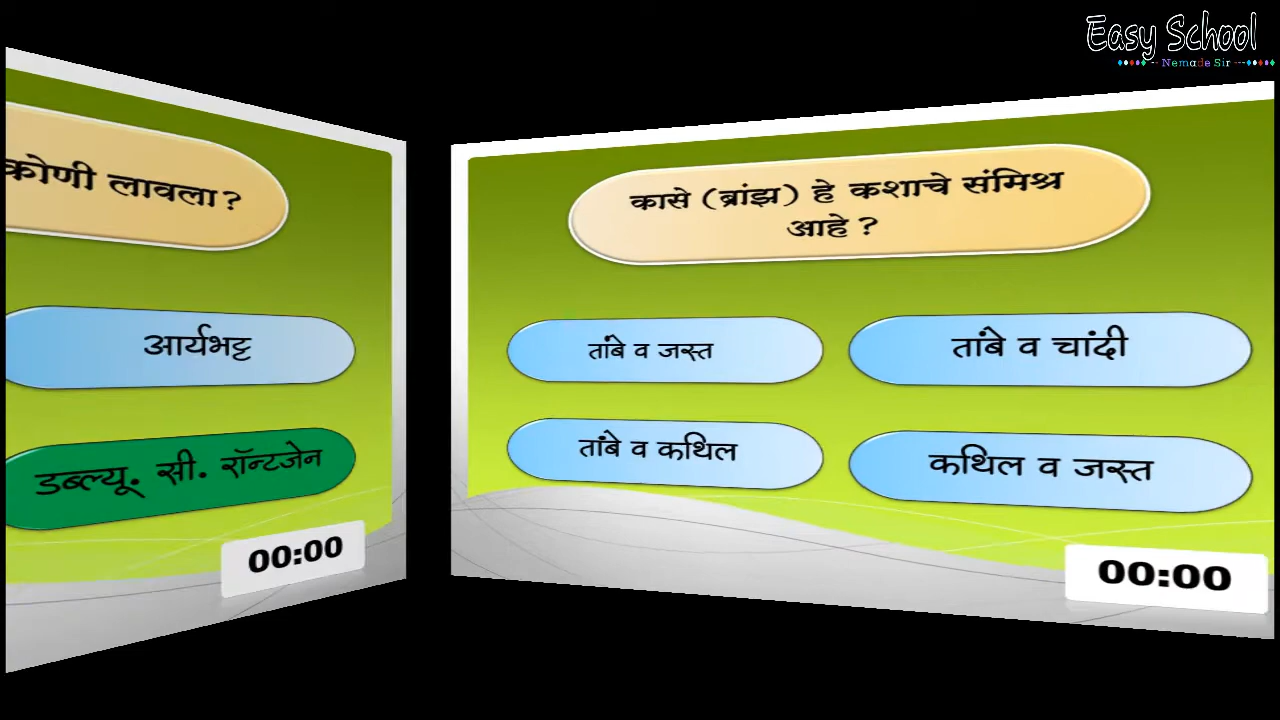 Easy School
Nemade Sir
कोणी लावला?
आर्यभट्ट
डब्ल्यू. सी. रॉन्टजेन
00:00
कासे (ब्रांझ) हे कशाचे संमिश्र
आहे ?
तांबे व जस्त
तांबे व चांदी
तांबे व कथिल
कथिल व जस्त
00:00